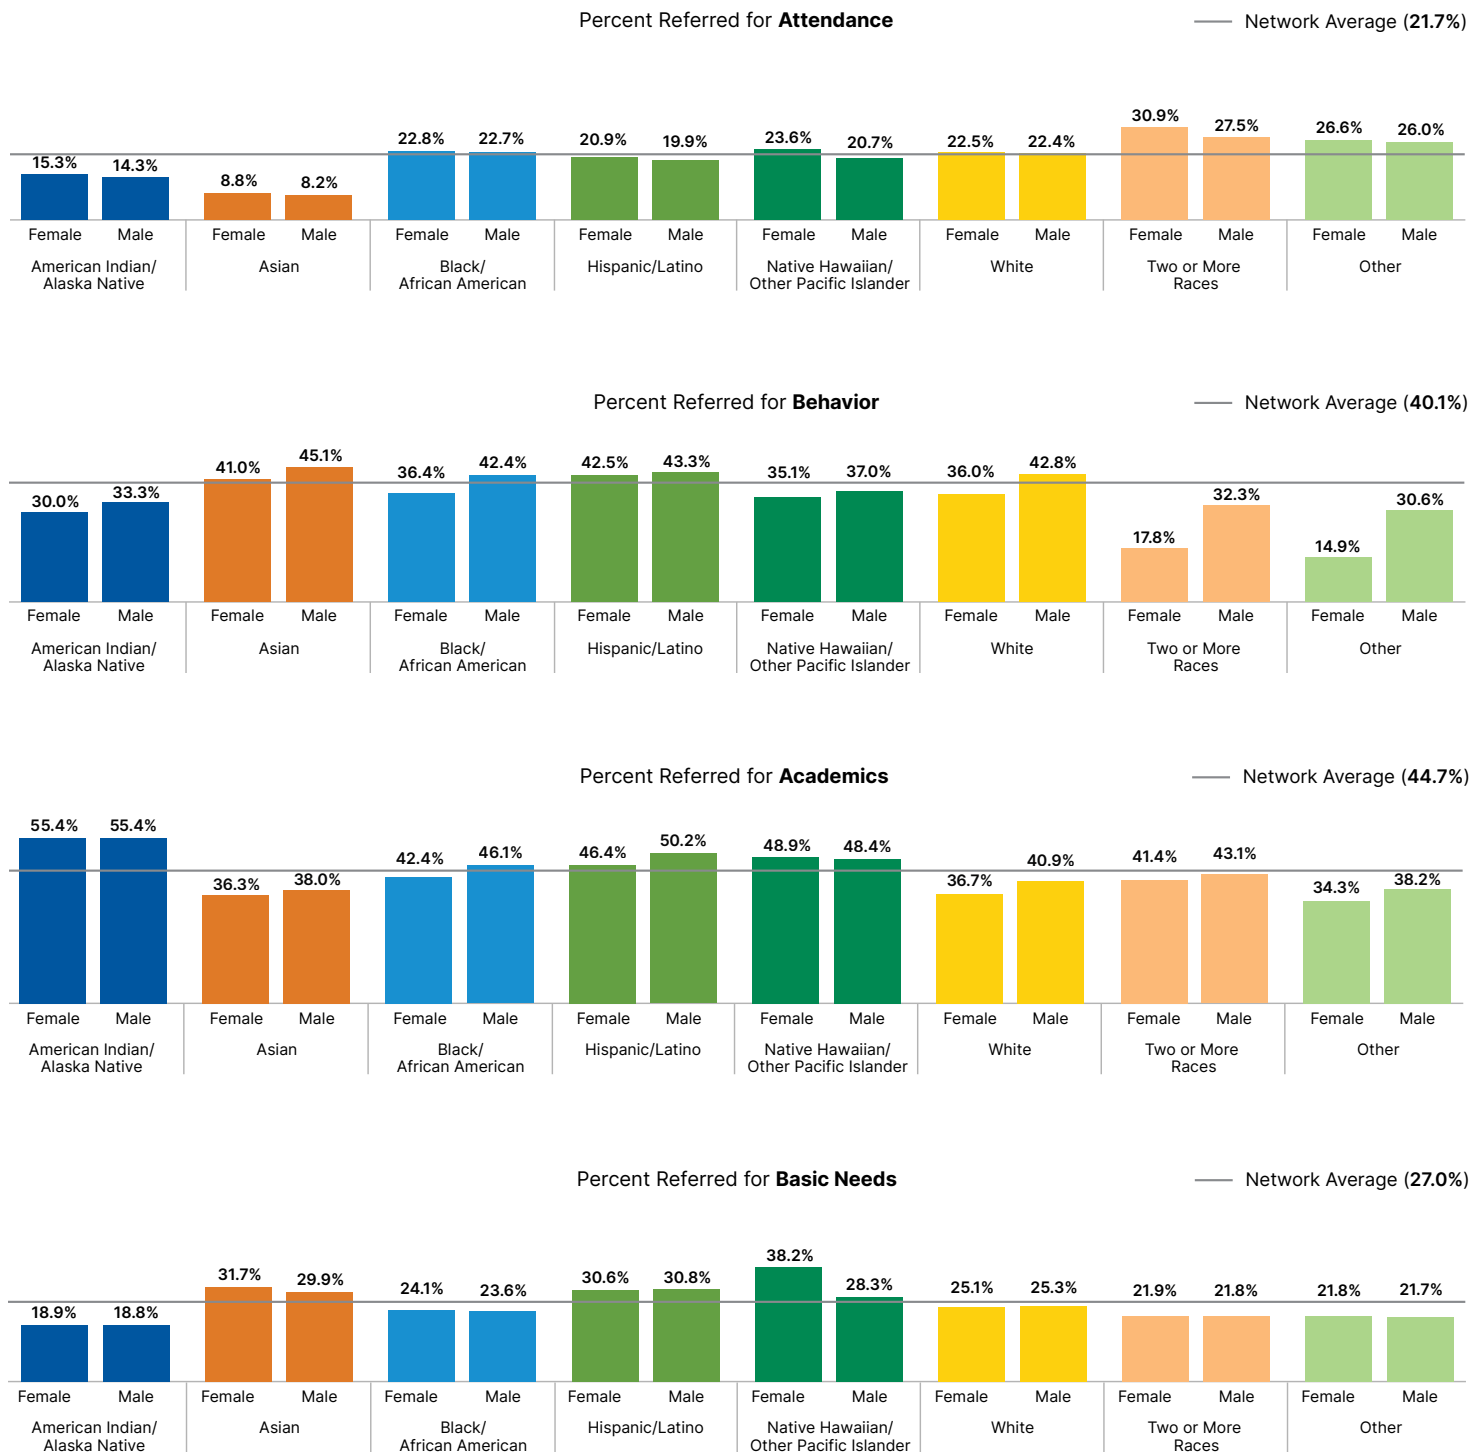 Percent Referred for Attendance
Network Average (21.7%)
15.3% 14.3% 8.8% 8.2% 22.8% 22.7% 20.9% 19.9% 23.6% 20.7% 22.5% 22.4% 30.9% 27.5% 26.6% 26.0%
Female Male Female Male Female Male Female Male Female Male Female Male Female Male Female Male
American Indian/
Alaska Native
Asian
Black/
African American
Hispanic/Latino
Native Hawaiian/
Other Pacific Islander
White
Two or More
Races
Other
Percent Referred for Behavior
Network Average (40.1%)
30.0% 33.3% 41.0% 45.1% 36.4% 42.4% 42.5% 43.3% 35.1% 37.0% 36.0% 42.8% 17.8% 32.3% 14.9% 30.6%
Female Male Female Male Female Male Female Male Female Male Female Male Female Male Female Male
American Indian/
Alaska Native
Asian
Black/
African American
Hispanic/Latino
Native Hawaiian/
Other Pacific Islander
White
Two or More
Races
Other
Percent Referred for Academics
Network Average (44.7%)
55.4% 55.4% 36.3% 38.0% 42.4% 46.1% 46.4% 50.2% 48.9% 48.4% 36.7% 40.9% 41.4% 43.1% 34.3% 38.2%
Female Male Female Male Female Male Female Male Female Male Female Male Female Male Female Male
American Indian/
Alaska Native
Asian
Black/
African American
Hispanic/Latino
Native Hawaiian/
Other Pacific Islander
White
Two or More
Races
Other
Percent Referred for Basic Needs
Network Average (27.0%)
18.9% 18.8% 31.7% 29.9% 24.1% 23.6% 30.6% 30.8% 38.2% 28.3% 25.1% 25.3% 21.9% 21.8% 21.8% 21.7%
Female Male Female Male Female Male Female Male Female Male Female Male Female Male Female Male
American Indian/
Alaska Native
Asian
Black/
African American
Hispanic/Latino
Native Hawaiian/
Other Pacific Islander
White
Two or More
Races
Other